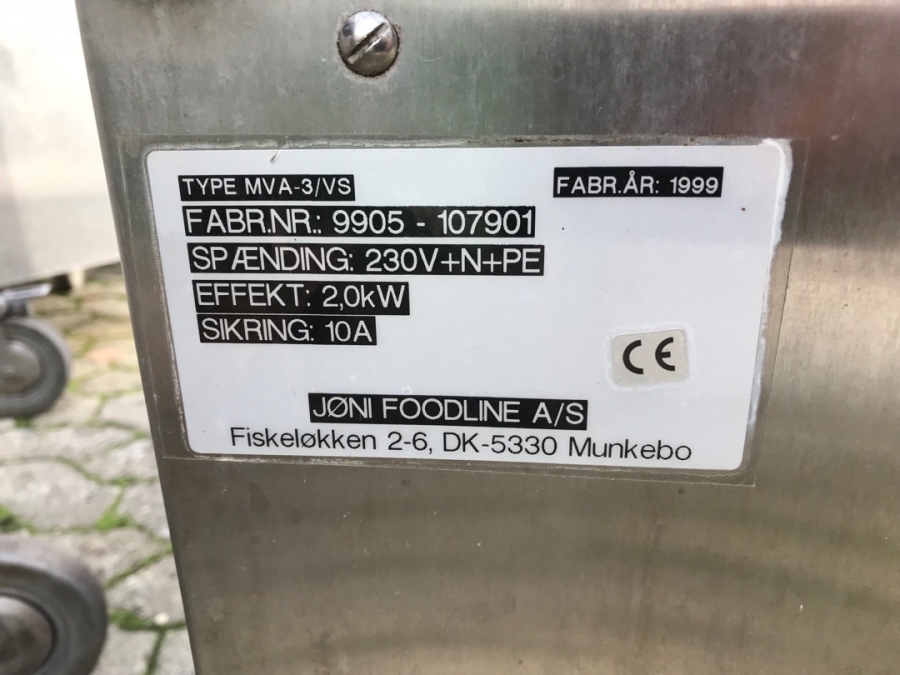 TYPE MVA-3/VS
FABR.ÅR: 1999
FABR.NR.: 9905 - 107901
SPÆNDING: 230V+N+PE
EFFEKT: 2,0kW
SIKRING: 10A
CE
JØNI FOODLINE A/S
Fiskeløkken 2-6, DK-5330 Munkebo